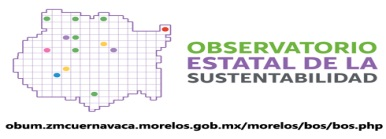 OBSERVATORIO
ESTATAL DE LA
SUSTENTABILIDAD
obum.zmcuernavaca.morelos.gob.mx/morelos/bos/bos.php